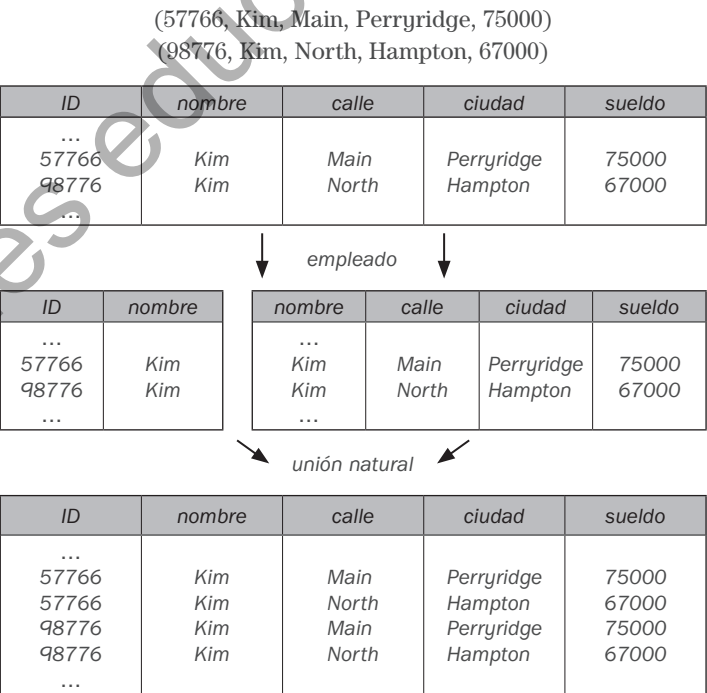 (57766, Kim, Main, Perryridge, 75000)
(98776, Kim, North, Hampton, 67000)
ID nombre calle ciudad sueldo
...
57766 Kim Main Perryridge 75000
98776 Kim North Hampton 67000
...
empleado
ID nombre nombre calle ciudad sueldo
... ...
57766 Kim Kim Main Perryridge 75000
98776 Kim Kim North Hampton 67000
... ...
unión natural
ID nombre calle ciudad sueldo
...
57766 Kim Main Perryridge 75000
57766 Kim North Hampton 67000
98776 Kim Main Perryridge 75000
98776 Kim North Hampton 67000
...